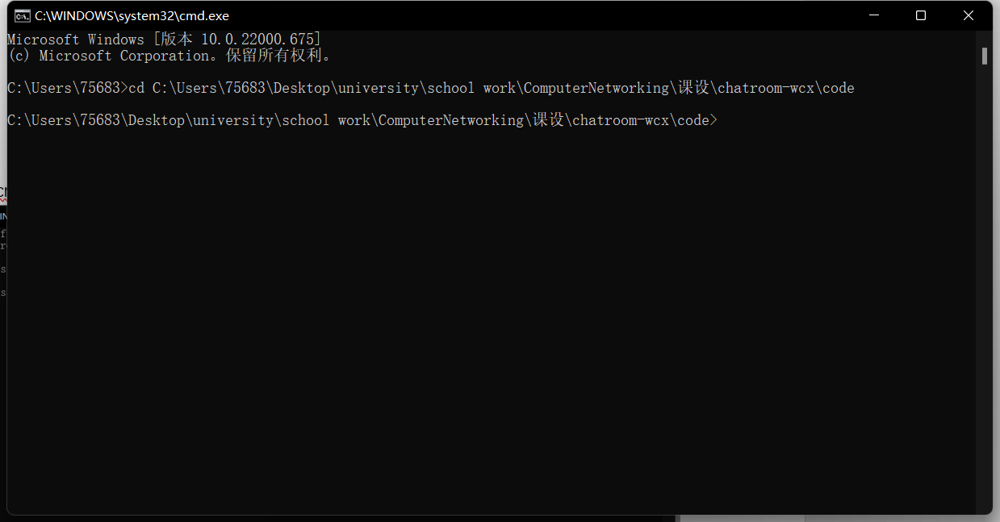 C:\WINDOWS\system32\cmd.exe
Microsoft Windows [版本 10.0.22000.675]
(c) Microsoft Corporation。保留所有权利。
C:\Users\75683>cd C:\Users\75683\Desktop\university\school work\ComputerNetworking\课设\chatroom-wcx\code
C:\Users\75683\Desktop\university\school work\ComputerNetworking\课设\chatroom-wcx\code>